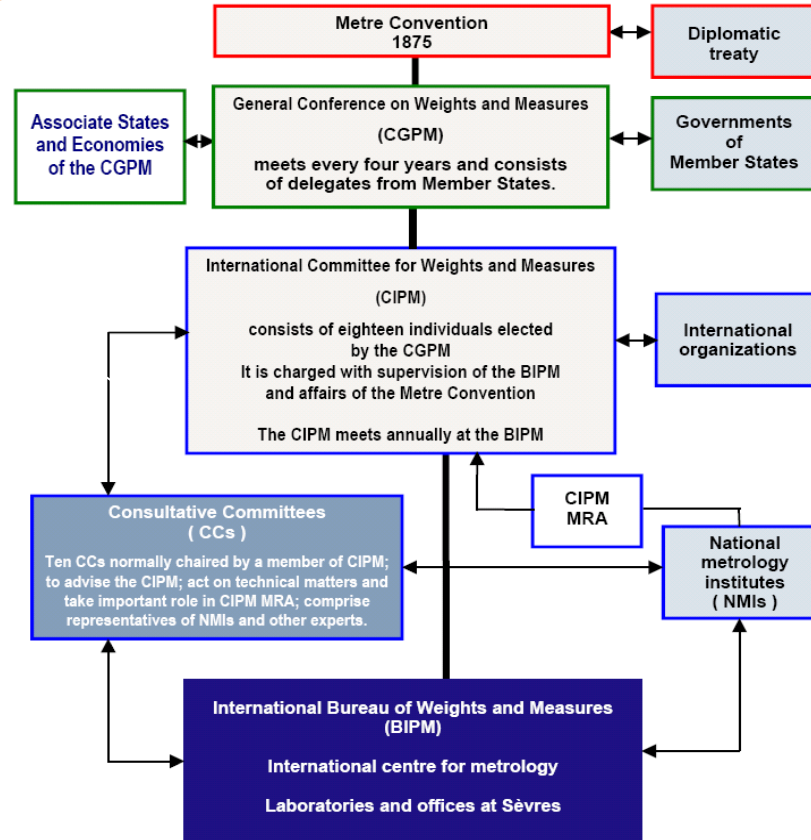 Metre Convention
1875
Diplomatic
treaty
Associate States
and Economies
of the CGPM
General Conference on Weights and Measures
(CGPM)
meets every four years and consists
of delegates from Member States.
Governments
of
Member States
International Committee for Weights and Measures
(CIPM)
consists of eighteen individuals elected
by the CGPM
It is charged with supervision of the BIPM
and affairs of the Metre Convention
The CIPM meets annually at the BIPM
International
organizations
CIPM
MRA
Consultative Committees
( CCs )
Ten CCs normally chaired by a member of CIPM;
to advise the CIPM; act on technical matters and
take important role in CIPM MRA; comprise
representatives of NMIs and other experts.
National
metrology
institutes
( NMIs )
International Bureau of Weights and Measures
(BIPM)
International centre for metrology
Laboratories and offices at Sèvres